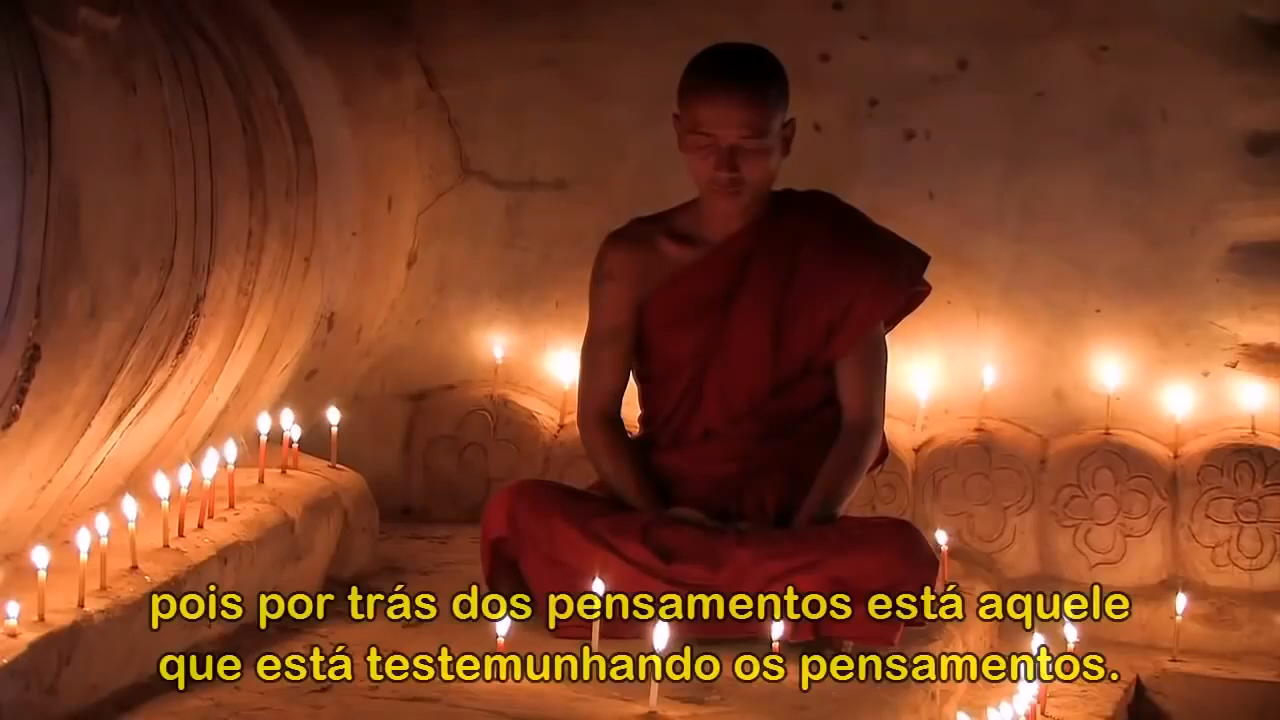 pois por trás dos pensamentos está aquele
que está testemunhando os pensamentos.